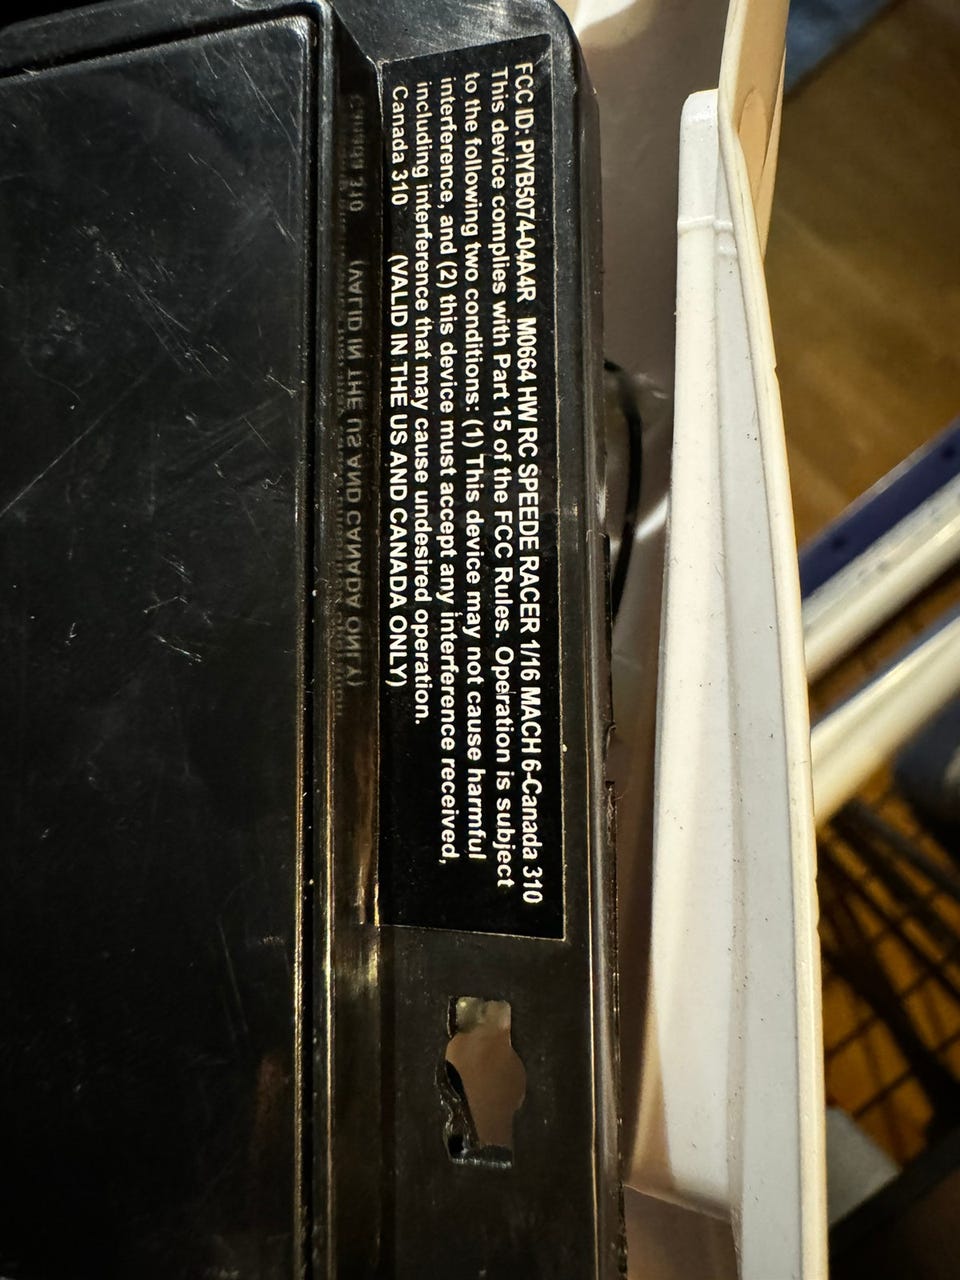 FCC ID: PIYB5074-04A4R M0664 HW RC SPEEDE RACER 1/16 MACH 6-Canada 310
This device complies with Part 15 of the FCC Rules. Operation is subject
to the following two conditions: (1) This device may not cause harmful
interference, and (2) this device must accept any interference received,
including interference that may cause undesired operation.
Canada 310 (VALID IN THE US AND CANADA ONLY)